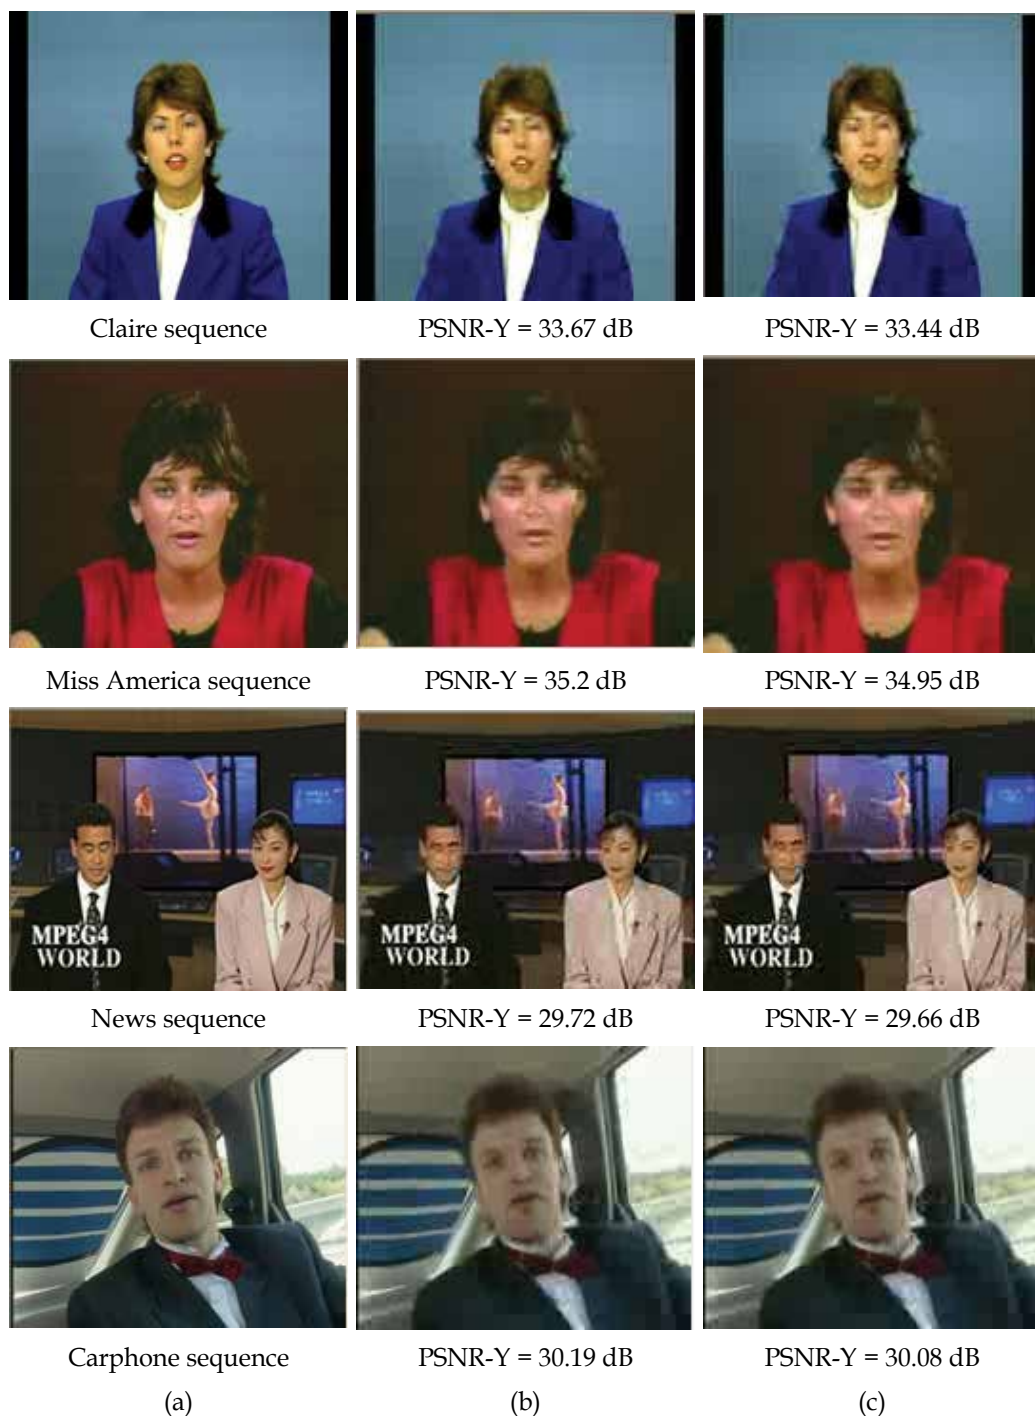 Claire sequence
PSNR-Y = 33.67 dB
PSNR-Y = 33.44 dB
Miss America sequence
PSNR-Y = 35.2 dB
PSNR-Y = 34.95 dB
MPEG4
WORLD
MPEG4
WORLD
MPEG4
WORLD
News sequence
PSNR-Y = 29.72 dB
PSNR-Y = 29.66 dB
Carphone sequence
PSNR-Y = 30.19 dB
PSNR-Y = 30.08 dB
(a)
(b)
(c)